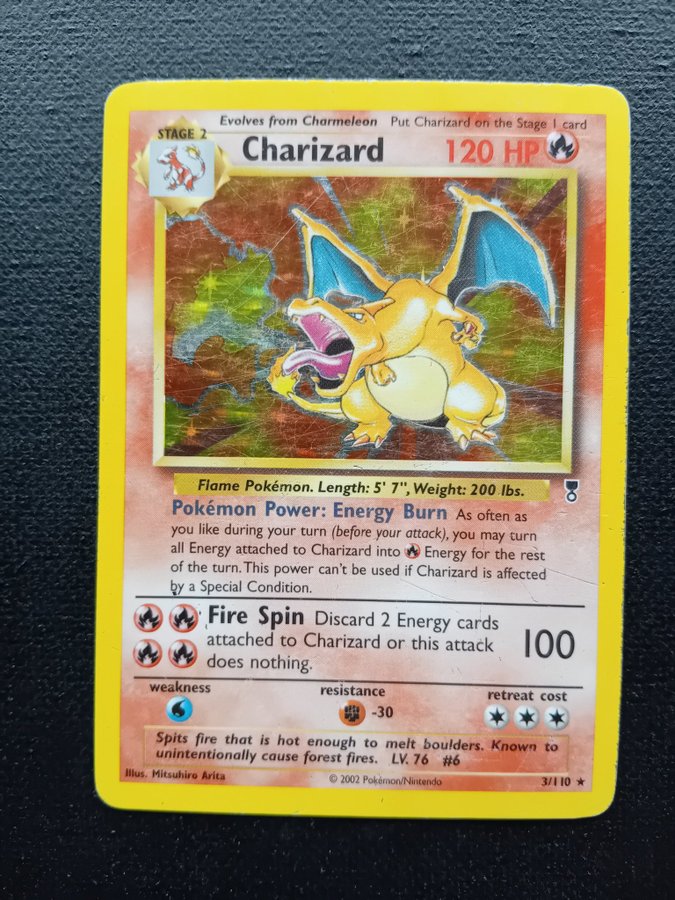 Evolves from Charmeleon Put Charizard on the Stage 1 card
STAGE 2
Charizard 120 HP
Flame Pokémon. Length: 5' 7", Weight: 200 lbs.
Pokémon Power: Energy Burn As often as
you like during your turn (before your attack), you may turn
all Energy attached to Charizard into Energy for the rest
of the turn. This power can't be used if Charizard is affected
by a Special Condition.
Fire Spin Discard 2 Energy cards
attached to Charizard or this attack
does nothing.
100
weakness resistance retreat cost
-30
Spits fire that is hot enough to melt boulders. Known to
unintentionally cause forest fires. LV. 76 #6
Illus. Mitsuhiro Arita © 2002 Pokémon/Nintendo 3/110 ★